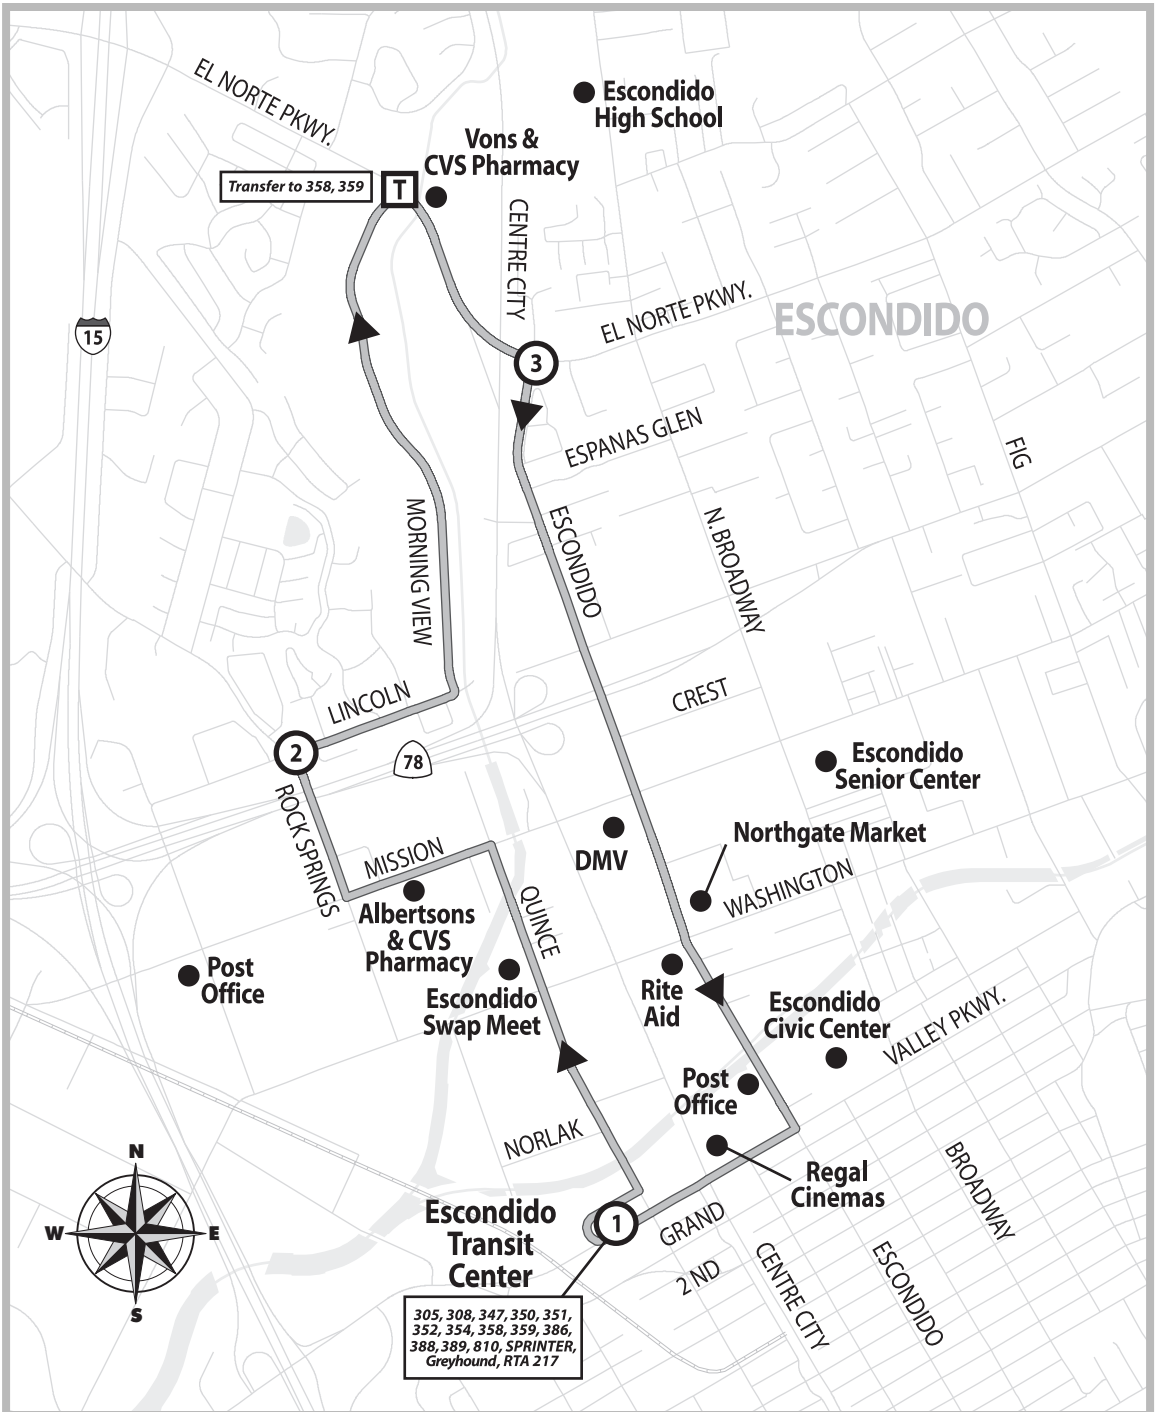 EL NORTE PKWY.
Escondido
High School
Vons &
CVS Pharmacy
Transfer to 358, 359
T
CENTRE CITY
EL NORTE PKWY.
ESCONDIDO
15
3
ESPANAS GLEN
FIG
MORNING VIEW
ESCONDIDO
N. BROADWAY
LINCOLN
CREST
2
78
Escondido
Senior Center
ROCK SPRINGS
MISSION
DMV
Northgate Market
WASHINGTON
Albertsons
& CVS
Pharmacy
QUINCE
Post
Office
Escondido
Swap Meet
Rite
Aid
Escondido
Civic Center
VALLEY PKWY.
Post
Office
NORLAK
Regal
Cinemas
BROADWAY
N
W
E
S
Escondido
Transit
Center
1
GRAND
2 ND
CENTRE CITY
ESCONDIDO
305, 308, 347, 350, 351,
352, 354, 358, 359, 386,
388, 389, 810, SPRINTER,
Greyhound, RTA 217